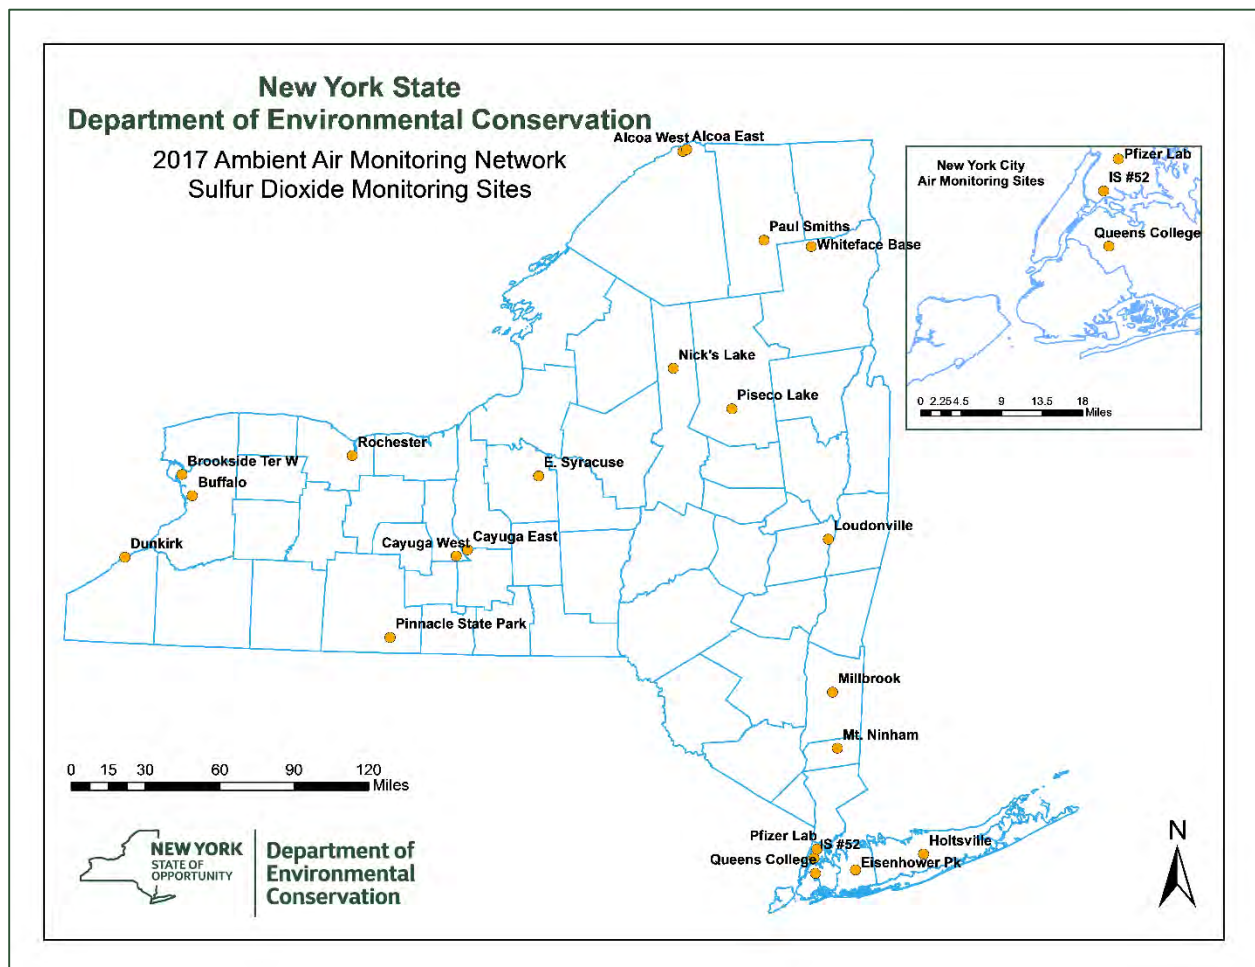 New York State
Department of Environmental Conservation
2017 Ambient Air Monitoring Network
Sulfur Dioxide Monitoring Sites
Alcoa West
Alcoa East
New York City
Air Monitoring Sites
Pfizer Lab
IS #52
Queens College
0 2.25 4.5 9 13.5 18
Miles
Paul Smiths
Whiteface Base
Nick's Lake
Piseco Lake
Rochester
Brookside Ter W
E. Syracuse
Buffalo
Loudonville
Dunkirk
Cayuga West
Cayuga East
Pinnacle State Park
Millbrook
Mt. Ninham
0 15 30 60 90 120
Miles
Pfizer Lab
IS #52
Holtsville
Queens College
Eisenhower Pk
N
NEW YORK
STATE OF
OPPORTUNITY
Department of
Environmental
Conservation